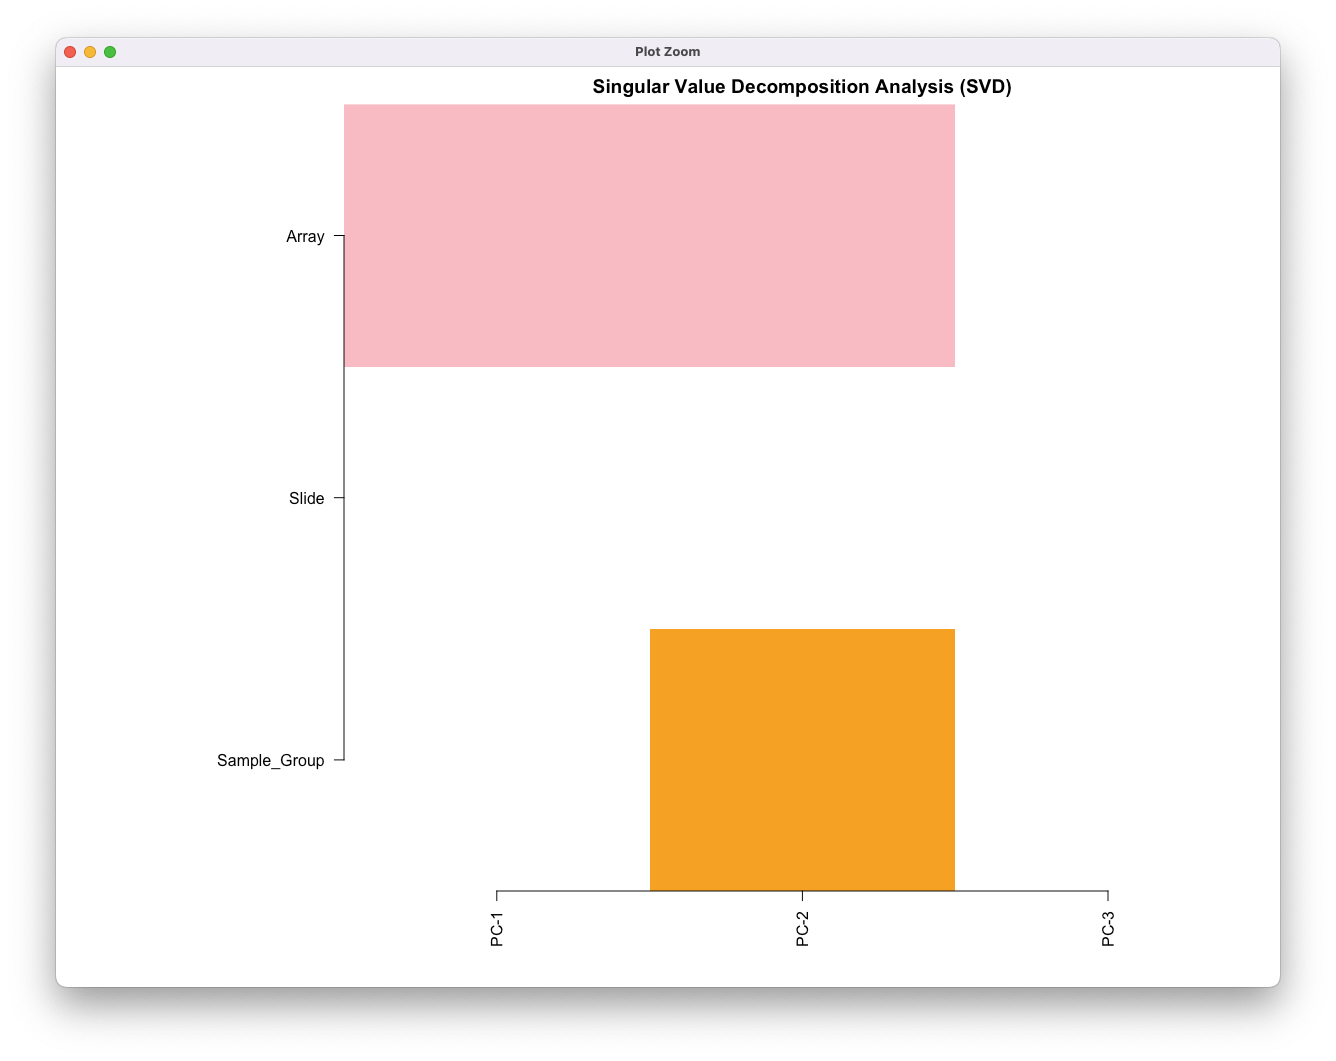 Plot Zoom
Singular Value Decomposition Analysis (SVD)
Array
Slide
Sample_Group
PC-1
PC-2
PC-3